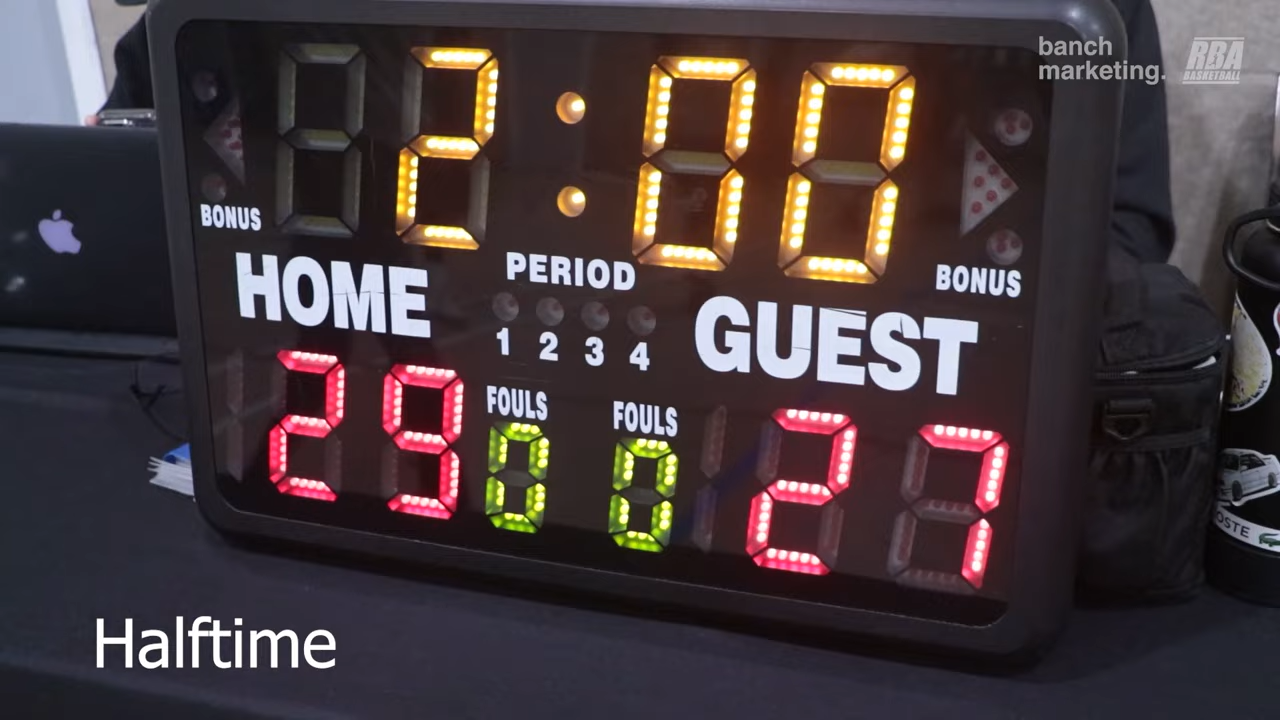 banch
marketing.
RBA
BASKETBALL
2:00
BONUS
BONUS
HOME
PERIOD
GUEST
1 2 3 4
FOULS
FOULS
29
0
0
27
Halftime